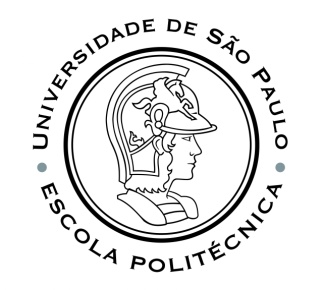 UNIVERSIDADE DE SÃO PAULO
ESCOLA POLITÉCNICA